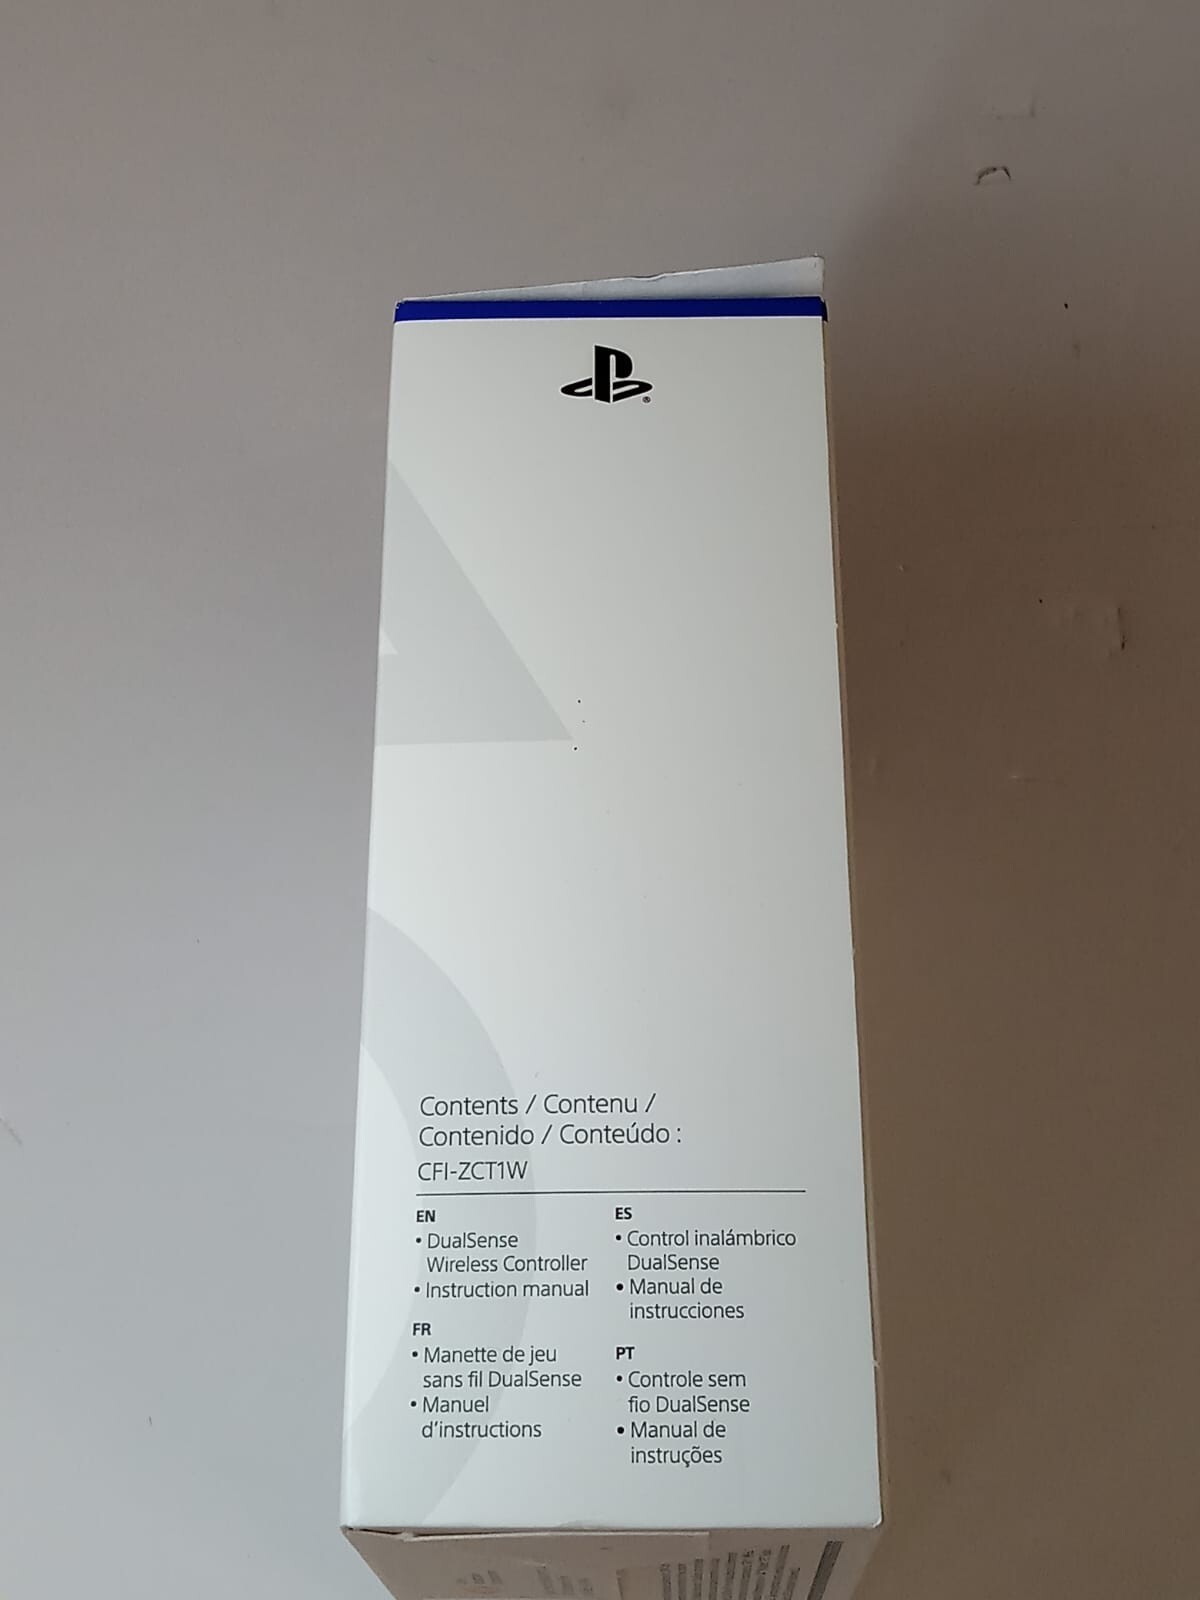 Contents / Contenu /
Contenido / Conteúdo :
CFI-ZCT1W
EN
• DualSense
Wireless Controller
• Instruction manual
FR
• Manette de jeu
sans fil DualSense
• Manuel
d'instructions
ES
• Control inalámbrico
DualSense
• Manual de
instrucciones
PT
• Controle sem
fio DualSense
• Manual de
instruções